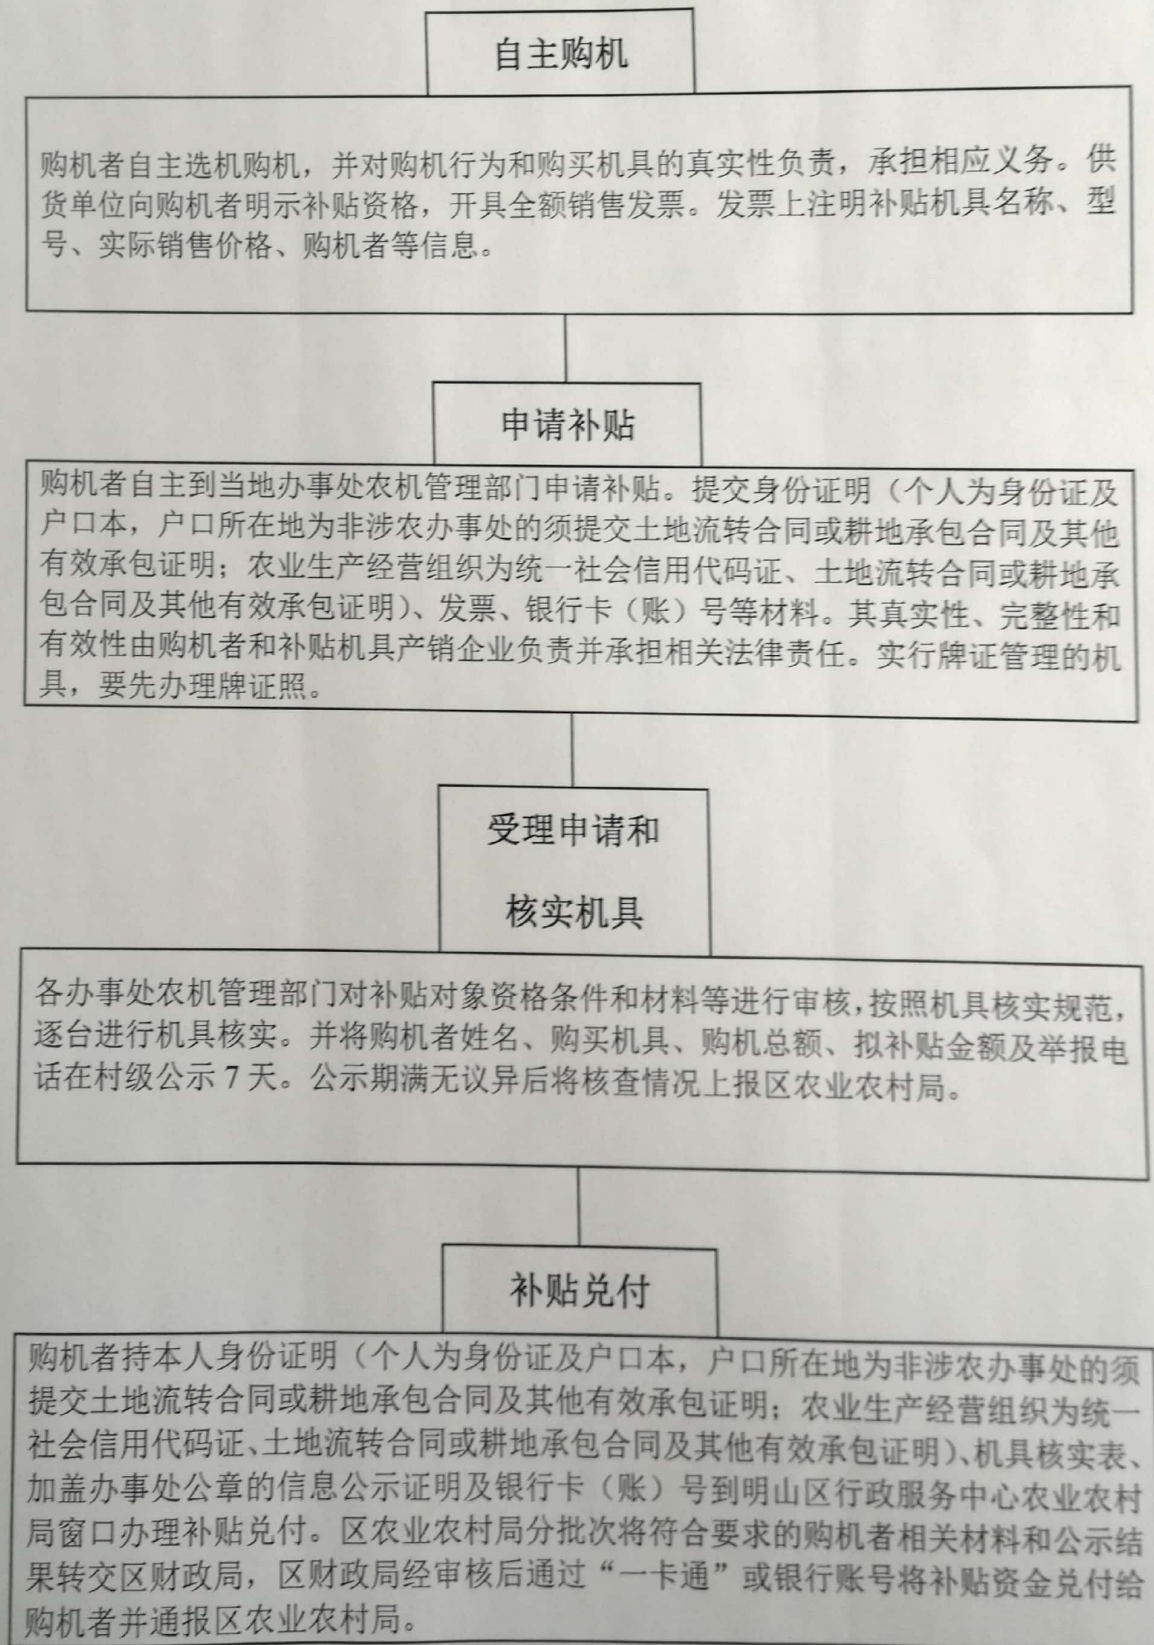 自主购机
购机者自主选机购机，并对购机行为和购买机具的真实性负责，承担相应义务。供
货单位向购机者明示补贴资格，开具全额销售发票。发票上注明补贴机具名称、型
号、实际销售价格、购机者等信息。
申请补贴
购机者自主到当地办事处农机管理部门申请补贴。提交身份证明（个人为身份证及
户口本，户口所在地为非涉农办事处的须提交土地流转合同或耕地承包合同及其他
有效承包证明；农业生产经营组织为统一社会信用代码证、土地流转合同或耕地承
包合同及其他有效承包证明）、发票、银行卡（账）号等材料。其真实性、完整性和
有效性由购机者和补贴机具产销企业负责并承担相关法律责任。实行牌证管理的机
具，要先办理牌证照。
受理申请和
核实机具
各办事处农机管理部门对补贴对象资格条件和材料等进行审核，按照机具核实规范，
逐台进行机具核实。并将购机者姓名、购买机具、购机总额、拟补贴金额及举报电
话在村级公示 7 天。公示期满无议异后将核查情况上报区农业农村局。
补贴兑付
购机者持本人身份证明（个人为身份证及户口本，户口所在地为非涉农办事处的须
提交土地流转合同或耕地承包合同及其他有效承包证明；农业生产经营组织为统一
社会信用代码证、土地流转合同或耕地承包合同及其他有效承包证明）、机具核实表、
加盖办事处公章的信息公示证明及银行卡（账）号到明山区行政服务中心农业农村
局窗口办理补贴兑付。区农业农村局分批次将符合要求的购机者相关材料和公示结
果转交区财政局，区财政局经审核后通过“一卡通”或银行账号将补贴资金兑付给
购机者并通报区农业农村局。